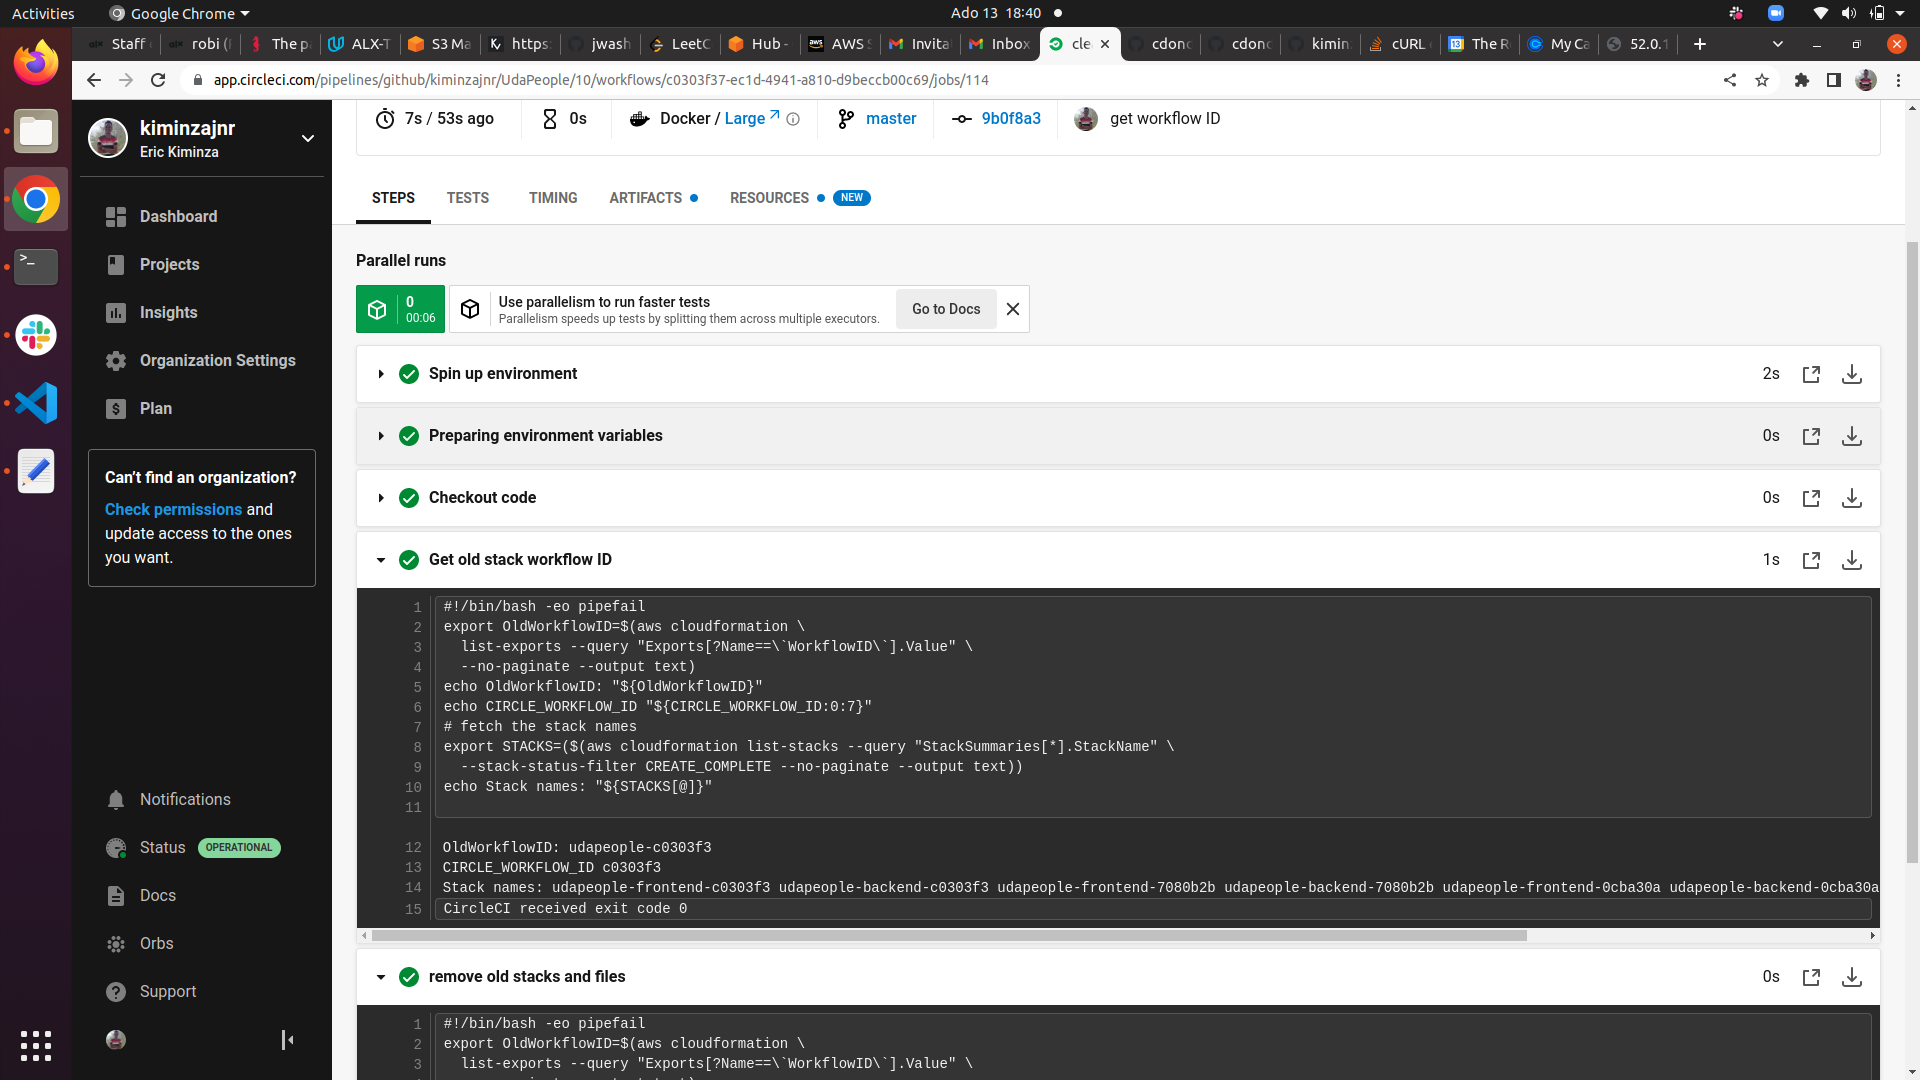 Activities
Google Chrome
Ado 13 18:40
Staff
robi (
The p
ALX-T
S3 Ma
https:
jwash
LeetC
Hub -
AWS S
Invita
Inbox
cle
cdonc
cdonc
kimin
cURL
The R
My Ca
52.0.1
app.circleci.com/pipelines/github/kiminzajnr/UdaPeople/10/workflows/c0303f37-ec1d-4941-a810-d9beccb00c69/jobs/114
kiminzajnr
Eric Kiminza
Dashboard
Projects
Insights
Organization Settings
Plan
Can't find an organization?
Check permissions and
update access to the ones
you want.
Notifications
Status OPERATIONAL
Docs
Orbs
Support
7s / 53s ago
0s
Docker / Large
master
9b0f8a3
get workflow ID
STEPS
TESTS
TIMING
ARTIFACTS
RESOURCES
NEW
Parallel runs
0
00:06
Use parallelism to run faster tests
Parallelism speeds up tests by splitting them across multiple executors.
Go to Docs
Spin up environment 2s
Preparing environment variables 0s
Checkout code 0s
Get old stack workflow ID 1s
1 #!/bin/bash -eo pipefail
2 export OldWorkflowID=$(aws cloudformation \
3 list-exports --query "Exports[?Name==\`WorkflowID\`].Value" \
4 --no-paginate --output text)
5 echo OldWorkflowID: "${OldWorkflowID}"
6 echo CIRCLE_WORKFLOW_ID "${CIRCLE_WORKFLOW_ID:0:7}"
7 # fetch the stack names
8 export STACKS=($(aws cloudformation list-stacks --query "StackSummaries[*].StackName" \
9 --stack-status-filter CREATE_COMPLETE --no-paginate --output text))
10 echo Stack names: "${STACKS[@]}"
11
12 OldWorkflowID: udapeople-c0303f3
13 CIRCLE_WORKFLOW_ID c0303f3
14 Stack names: udapeople-frontend-c0303f3 udapeople-backend-c0303f3 udapeople-frontend-7080b2b udapeople-backend-7080b2b udapeople-frontend-0cba30a udapeople-backend-0cba30a
15 CircleCI received exit code 0
remove old stacks and files 0s
1 #!/bin/bash -eo pipefail
2 export OldWorkflowID=$(aws cloudformation \
3 list-exports --query "Exports[?Name==\`WorkflowID\`].Value" \